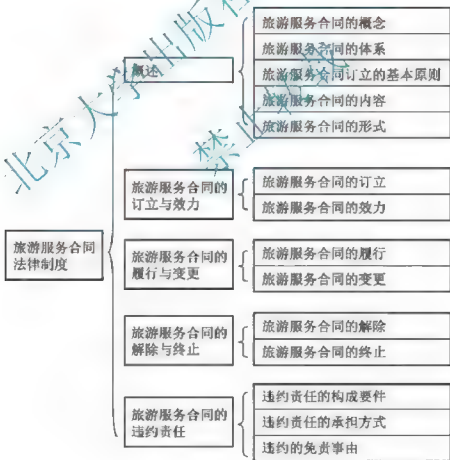 旅游服务合同
法律制度
概述
旅游服务合同的概念
旅游服务合同的体系
旅游服务合同订立的基本原则
旅游服务合同的内容
旅游服务合同的形式
旅游服务合同的
订立与效力
旅游服务合同的订立
旅游服务合同的效力
旅游服务合同的
履行与变更
旅游服务合同的履行
旅游服务合同的变更
旅游服务合同的
解除与终止
旅游服务合同的解除
旅游服务合同的终止
旅游服务合同的
违约责任
违约责任的构成要件
违约责任的承担方式
违约的免责事由
北京大学出版社